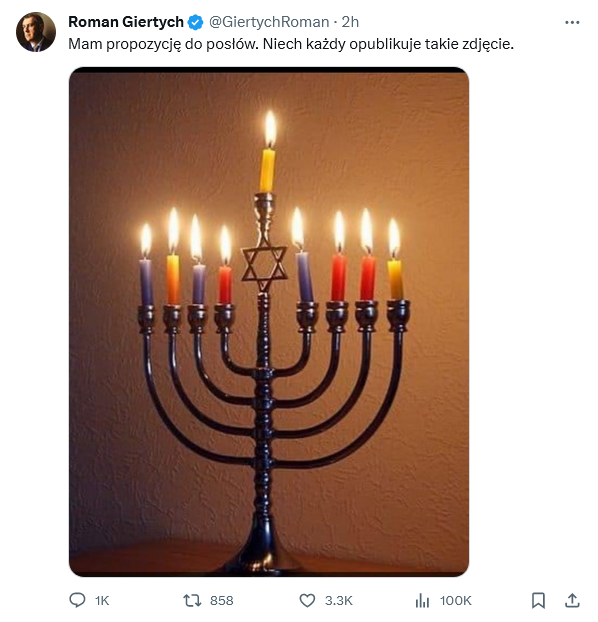 Roman Giertych @GiertychRoman · 2h
Mam propozycję do posłów. Niech każdy opublikuje takie zdjęcie.
1K 858 3.3K 100K